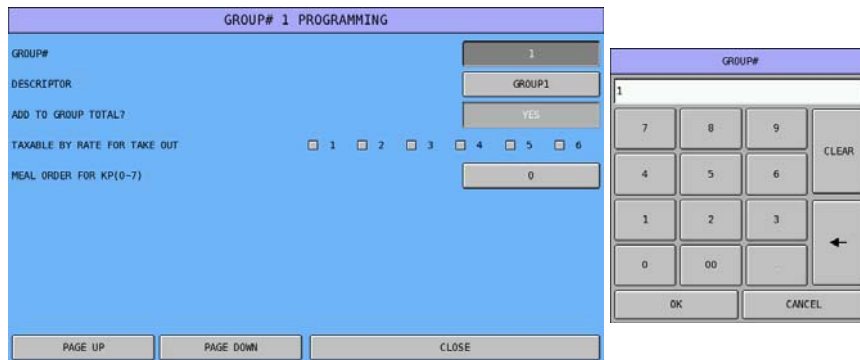 GROUP# 1 PROGRAMMING
GROUP# 1
DESCRIPTOR GROUP1
ADD TO GROUP TOTAL? YES
TAXABLE BY RATE FOR TAKE OUT 1 2 3 4 5 6
MEAL ORDER FOR KP(0~7) 0
PAGE UP PAGE DOWN CLOSE
GROUP#
1
7 8 9 CLEAR
4 5 6
1 2 3 ←
0 00 .
OK CANCEL